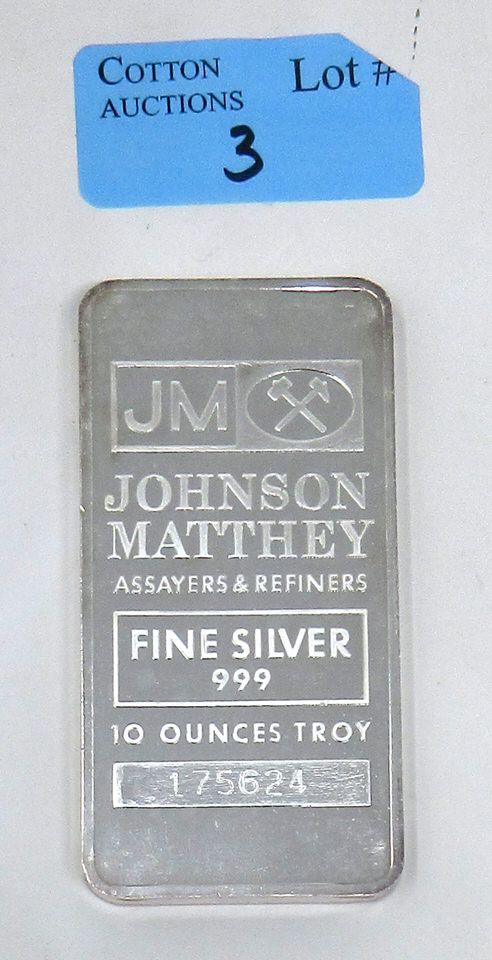 COTTON
AUCTIONS
Lot #
3
JM
JOHNSON
MATTHEY
ASSAYERS & REFINERS
FINE SILVER
999
10 OUNCES TROY
175624